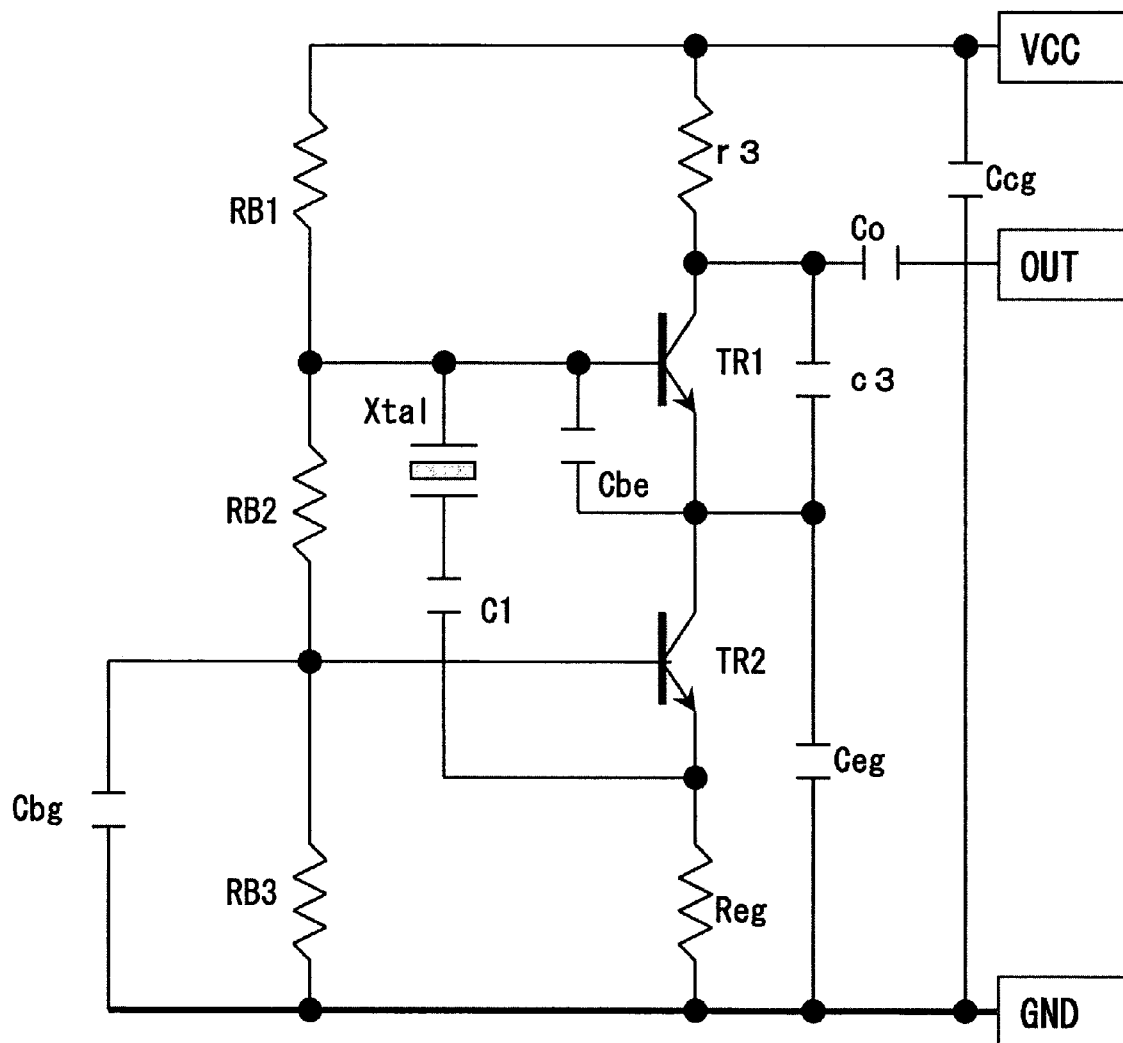 VCC
r3
Ccg
RB1
Co
OUT
TR1
c3
Xtal
Cbe
RB2
C1
TR2
Ceg
Cbg
RB3
Reg
GND